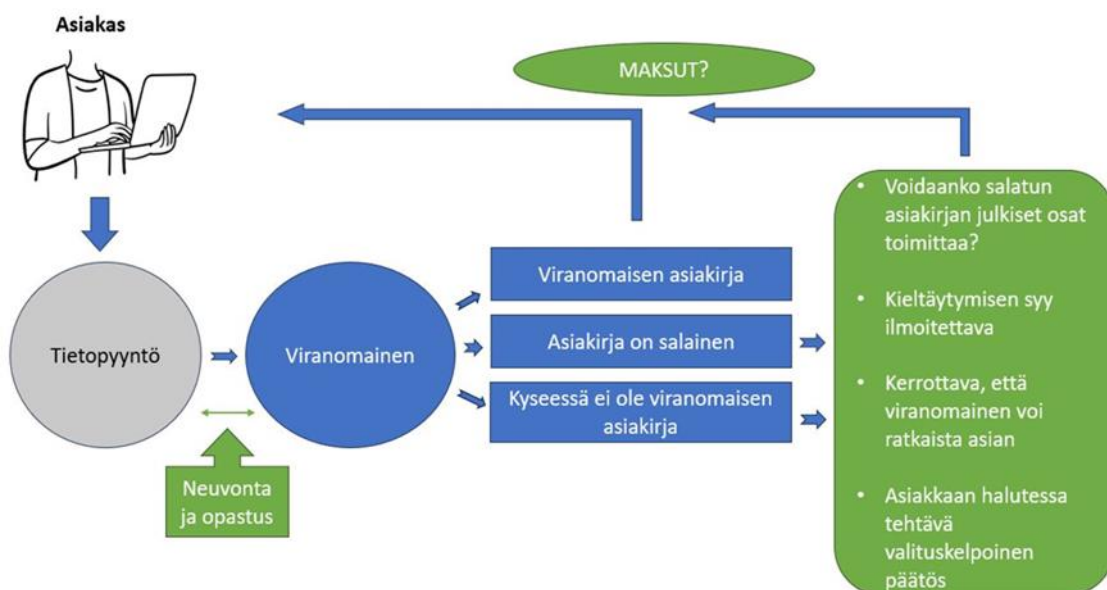 Asiakas
MAKSUT?
Tietopyyntö
Viranomainen
Neuvonta
ja opastus
Viranomaisen asiakirja
Asiakirja on salainen
Kyseessä ei ole viranomaisen
asiakirja
• Voidaanko salatun
asiakirjan julkiset osat
toimittaa?
• Kieltäytymisen syy
ilmoitettava
• Kerrottava, että
viranomainen voi
ratkaista asian
• Asiakkaan halutessa
tehtävä
valituskelpoinen
päätös